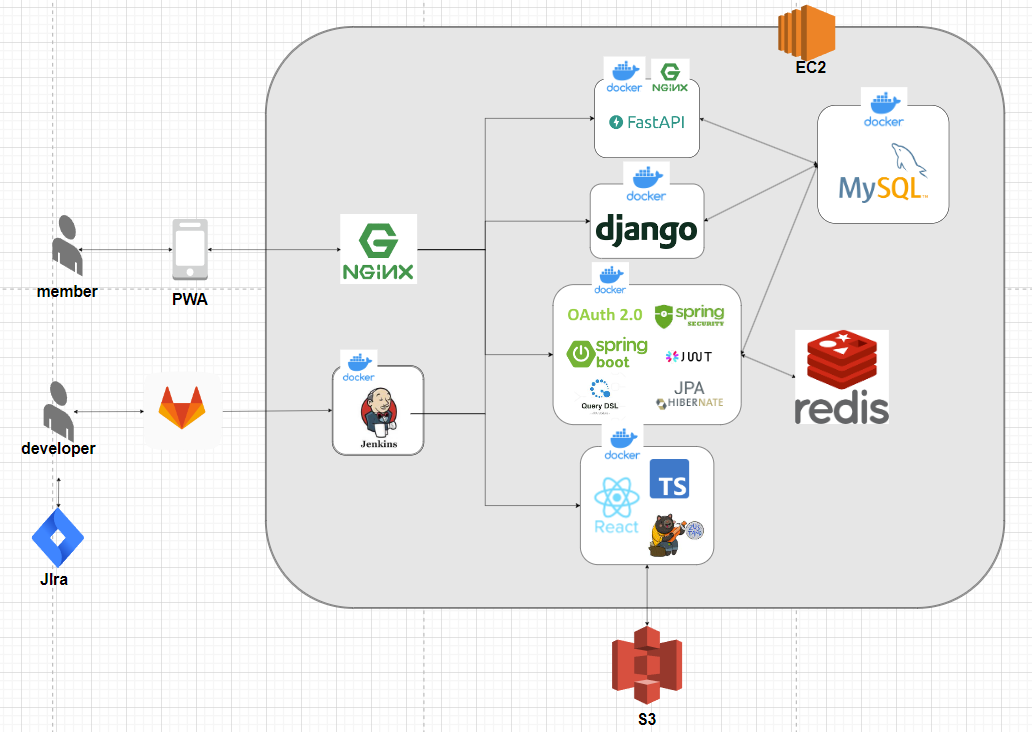 EC2
docker
NGINX
FastAPI
docker
MySQL
docker
django
NGINX
member
PWA
docker
OAuth 2.0
spring
SECURITY
spring
boot
JWT
Query DSL
JPA
HIBERNATE
redis
docker
Jenkins
developer
docker
TS
React
JIra
S3